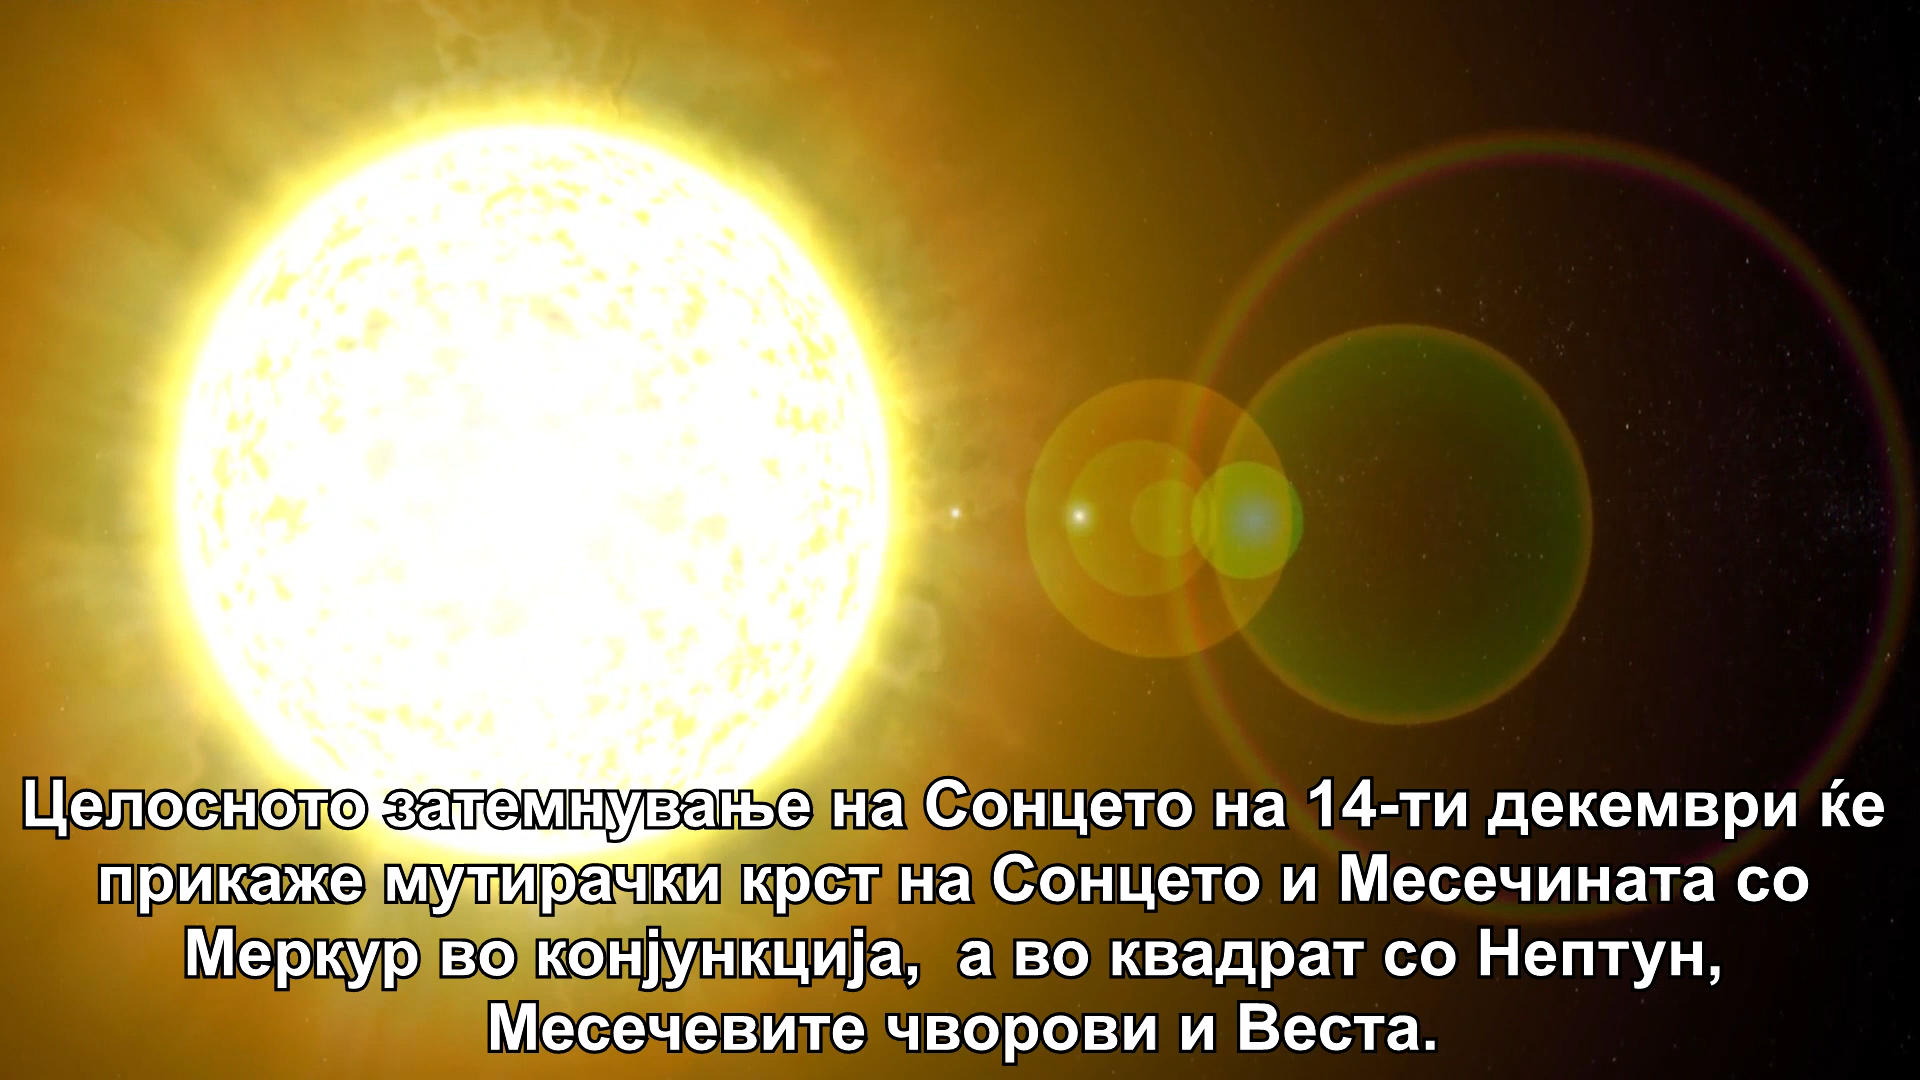 Целосното затемнување на Сонцето на 14-ти декември ќе
прикаже мутирачки крст на Сонцето и Месечината со
Меркур во конјункција,  а во квадрат со Нептун,
Месечевите чворови и Веста.